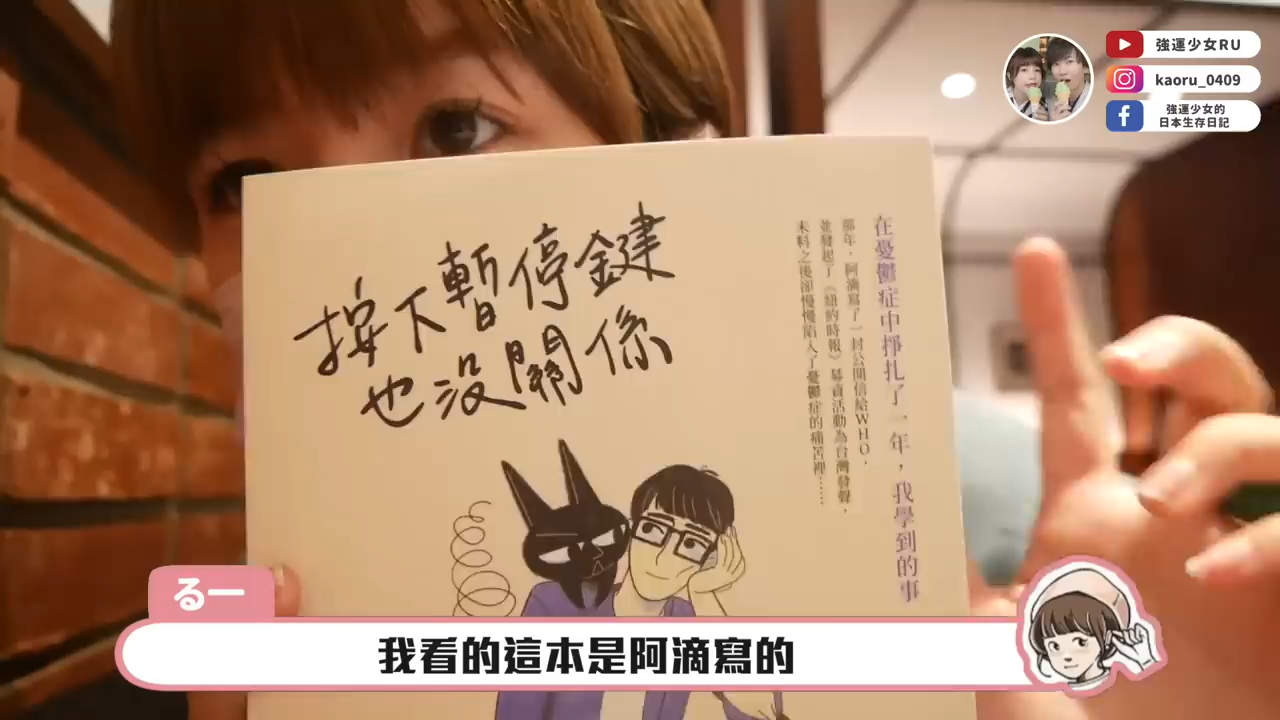 強運少女RU
kaoru_0409
強運少女的
日本生存日記
按下暫停鍵
也沒關係
在憂鬱症中掙扎了一年,我學到的事
那年,阿滴寫了一封公開信給WHO,
並發起了《紐約時報》募資活動為台灣發聲,
未料之後卻慢慢陷入了憂鬱症的痛苦裡……
るー
我看的這本是阿滴寫的